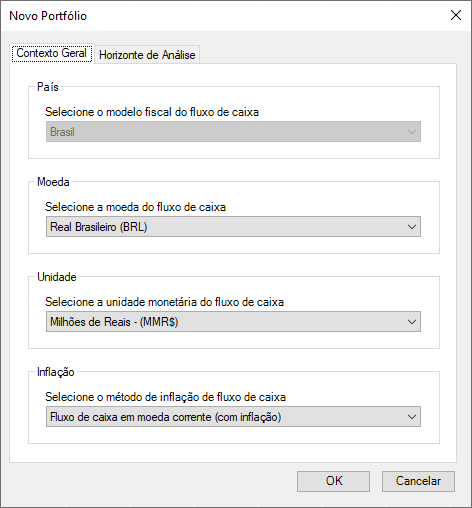 Novo Portfólio
Contexto Geral
Horizonte de Análise
País
Selecione o modelo fiscal do fluxo de caixa
Brasil
Moeda
Selecione a moeda do fluxo de caixa
Real Brasileiro (BRL)
Unidade
Selecione a unidade monetária do fluxo de caixa
Milhões de Reais - (MMR$)
Inflação
Selecione o método de inflação de fluxo de caixa
Fluxo de caixa em moeda corrente (com inflação)
OK
Cancelar